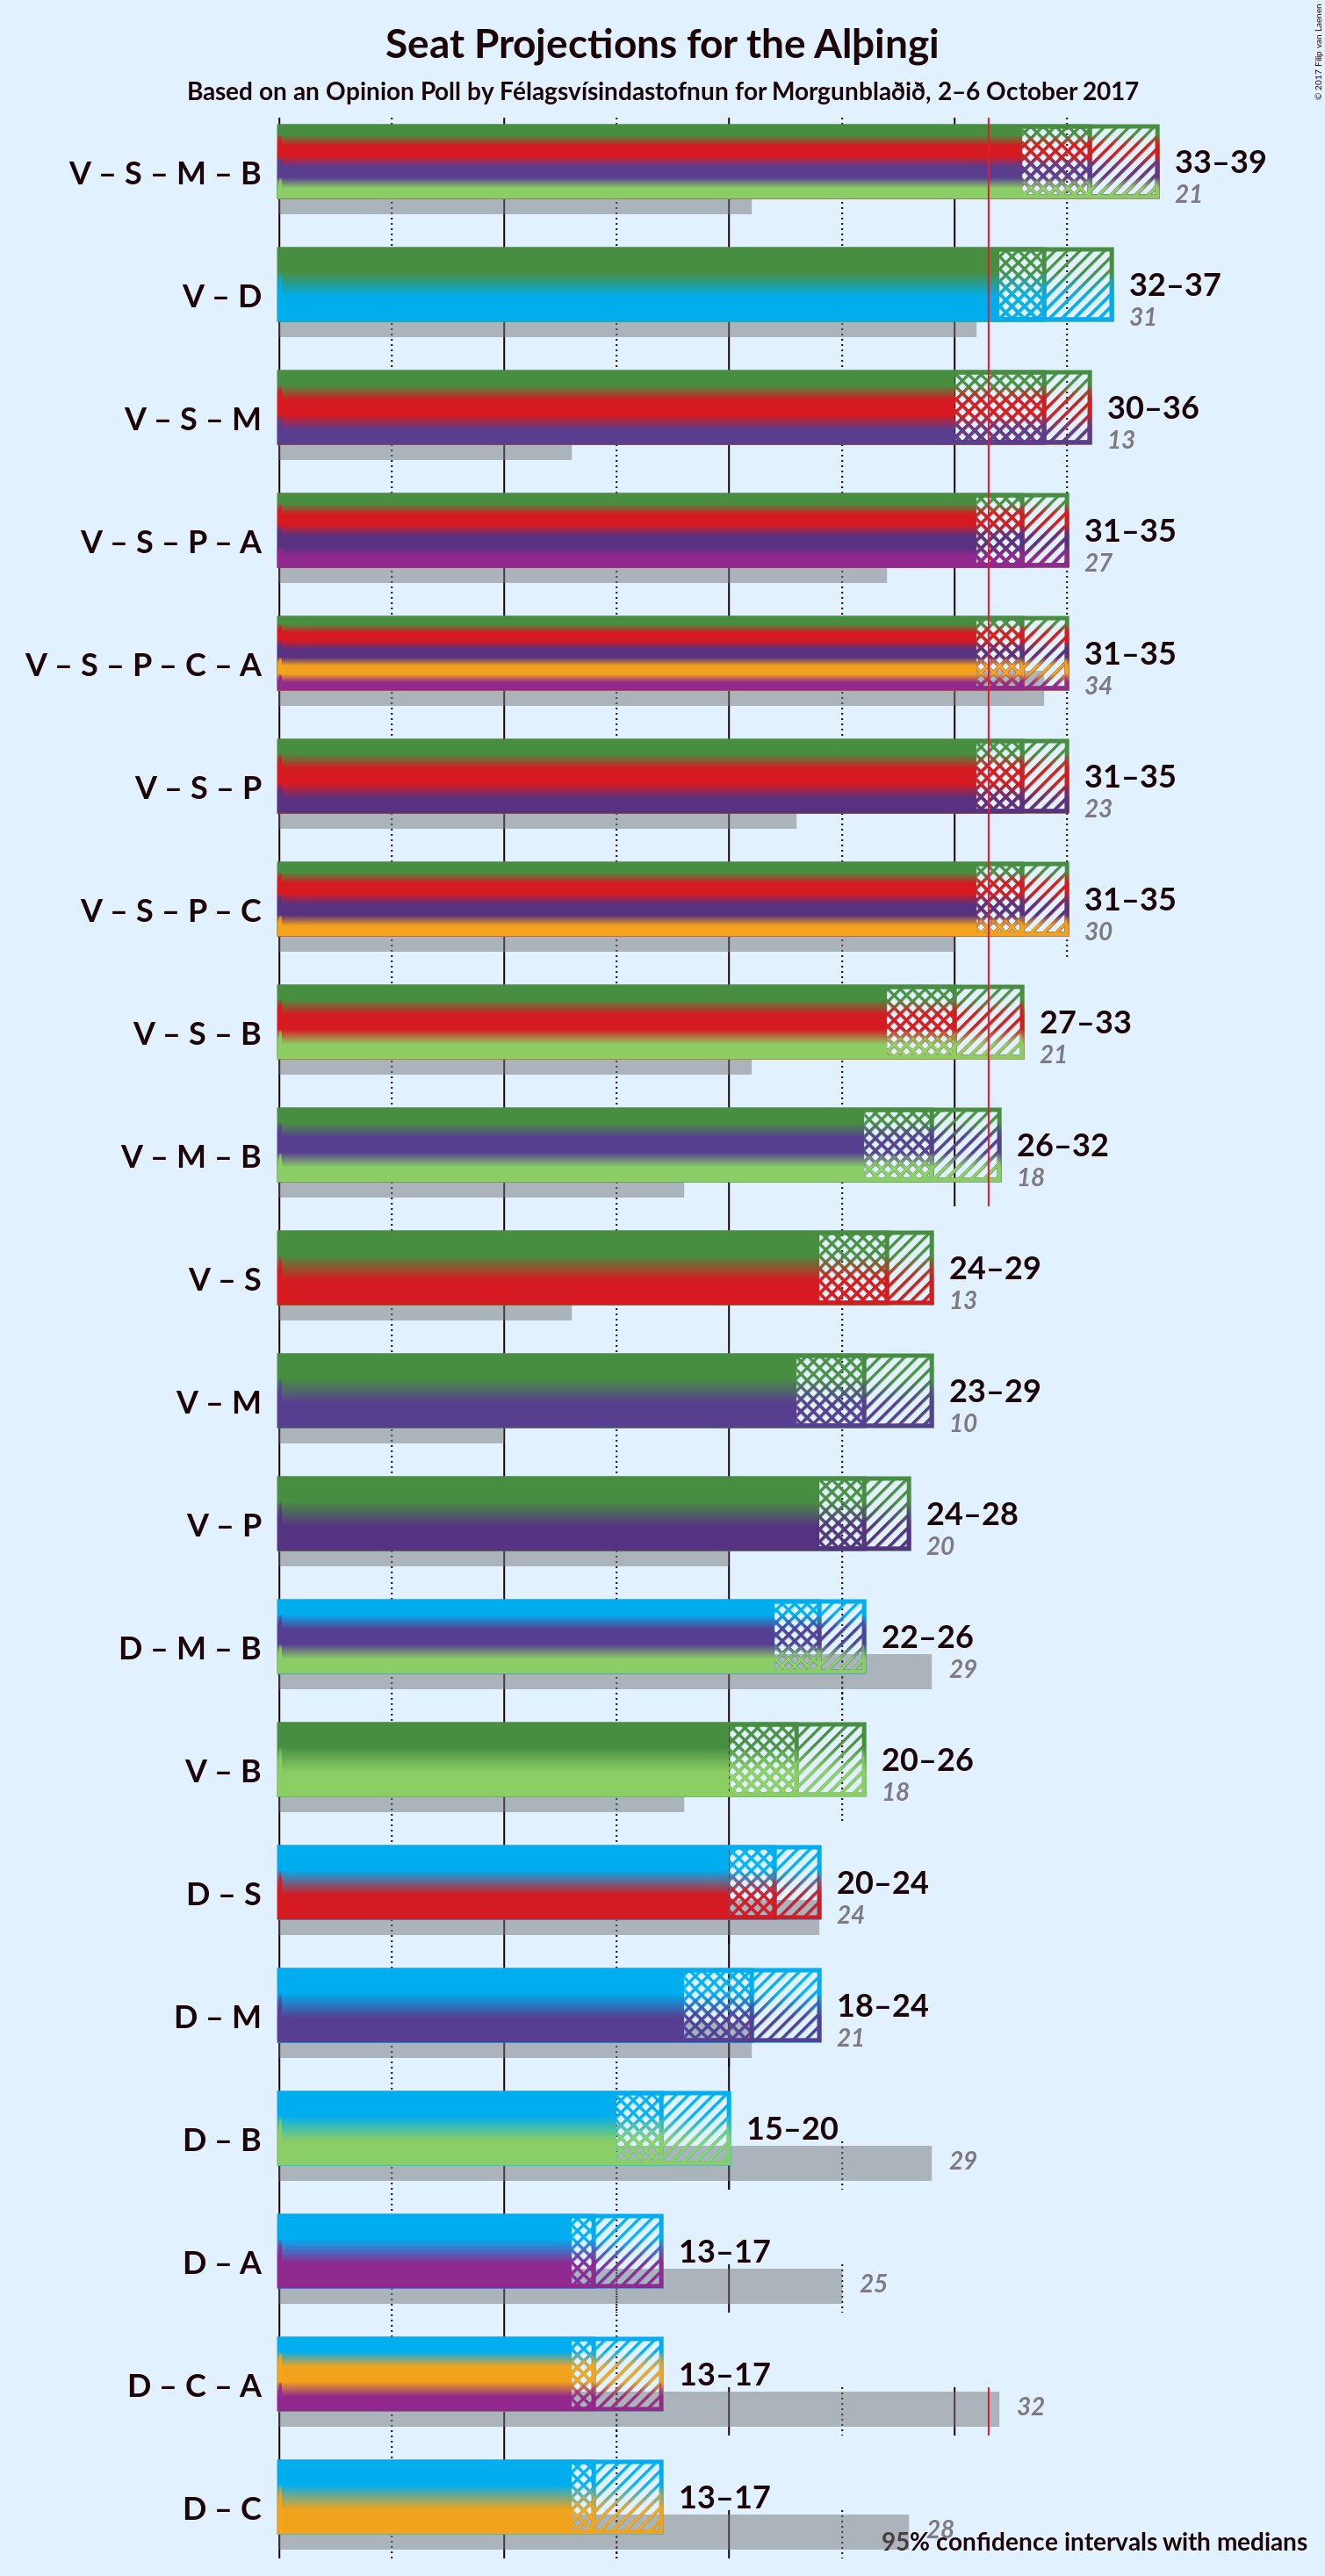 © 2017 Filip van Laenen
Seat Projections for the Alþingi
Based on an Opinion Poll by Félagsvísindastofnun for Morgunblaðið, 2–6 October 2017
V – S – M – B
33–39
21
V – D
32–37
31
V – S – M
30–36
13
V – S – P – A
31–35
27
V – S – P – C – A
31–35
34
V – S – P
31–35
23
V – S – P – C
31–35
30
V – S – B
27–33
21
V – M – B
26–32
18
V – S
24–29
13
V – M
23–29
10
V – P
24–28
20
D – M – B
22–26
29
V – B
20–26
18
D – S
20–24
24
D – M
18–24
21
D – B
15–20
29
D – A
13–17
25
D – C – A
13–17
32
D – C
13–17
28
95% confidence intervals with medians